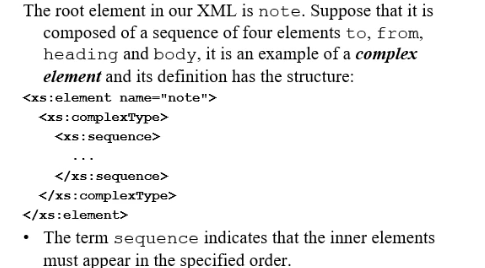 The root element in our XML is note. Suppose that it is
composed of a sequence of four elements to, from,
heading and body, it is an example of a complex
element and its definition has the structure:
<xs:element name="note">
<xs:complexType>
<xs:sequence>
...
</xs:sequence>
</xs:complexType>
</xs:element>
• The term sequence indicates that the inner elements
must appear in the specified order.